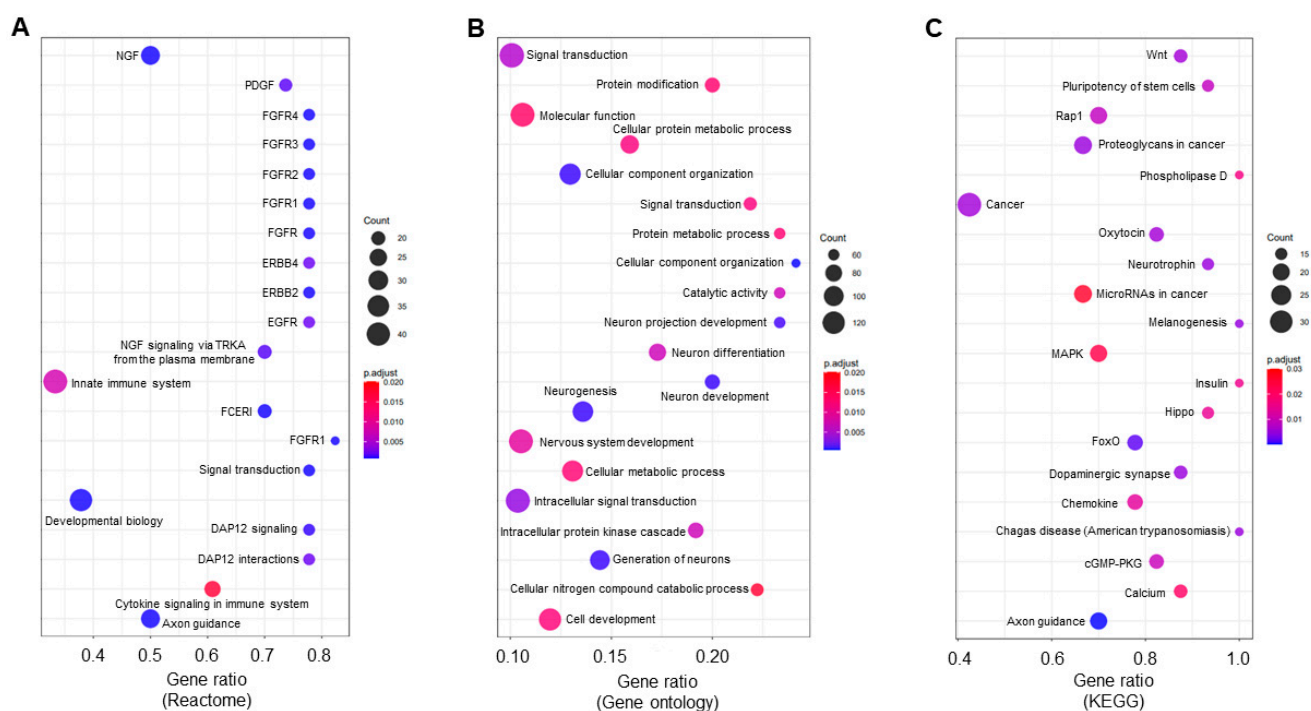 A
NGF
PDGF
FGFR4
FGFR3
FGFR2
FGFR1
FGFR
ERBB4
ERBB2
EGFR
NGF signaling via TRKA
from the plasma membrane
Innate immune system
FCERI
FGFR1
Signal transduction
Developmental biology
DAP12 signaling
DAP12 interactions
Cytokine signaling in immune system
Axon guidance
0.4 0.5 0.6 0.7 0.8
Gene ratio
(Reactome)
Count
20
25
30
35
40
p.adjust
0.020
0.015
0.010
0.005
B
Signal transduction
Protein modification
Molecular function
Cellular protein metabolic process
Cellular component organization
Signal transduction
Protein metabolic process
Cellular component organization
Catalytic activity
Neuron projection development
Neuron differentiation
Neurogenesis
Neuron development
Nervous system development
Cellular metabolic process
Intracellular signal transduction
Intracellular protein kinase cascade
Generation of neurons
Cellular nitrogen compound catabolic process
Cell development
0.10 0.15 0.20
Gene ratio
(Gene ontology)
Count
60
80
100
120
p.adjust
0.020
0.015
0.010
0.005
C
Wnt
Pluripotency of stem cells
Rap1
Proteoglycans in cancer
Phospholipase D
Cancer
Oxytocin
Neurotrophin
MicroRNAs in cancer
Melanogenesis
MAPK
Insulin
Hippo
FoxO
Dopaminergic synapse
Chemokine
Chagas disease (American trypanosomiasis)
cGMP-PKG
Calcium
Axon guidance
0.4 0.6 0.8 1.0
Gene ratio
(KEGG)
Count
15
20
25
30
p.adjust
0.03
0.02
0.01
0.00